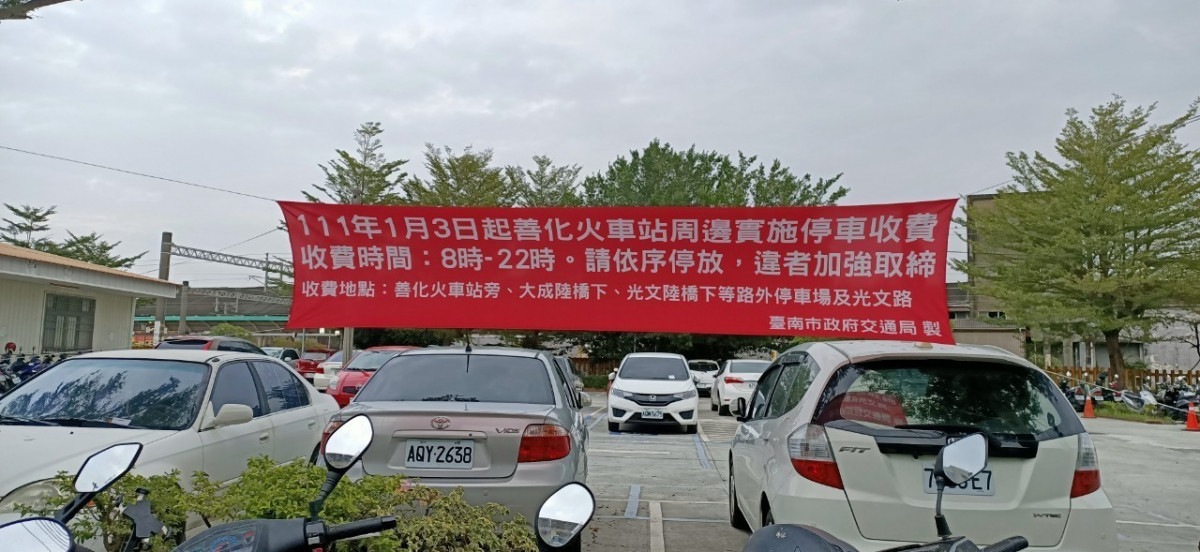 111年1月3日起善化火車站周邊實施停車收費
收費時間：8時-22時。請依序停放，違者加強取締
收費地點：善化火車站旁、大成陸橋下、光文陸橋下等路外停車場及光文路
臺南市政府交通局 製
VIOS
AQY·2638
FIT